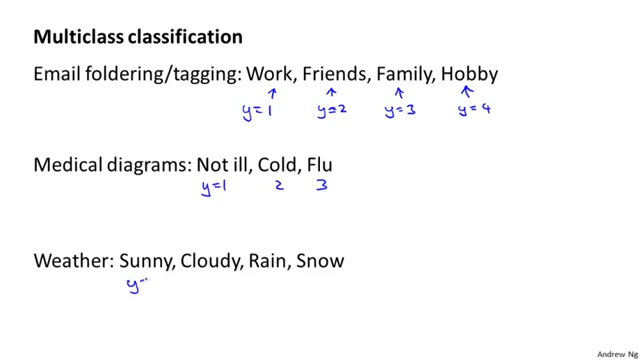 Multiclass classification
Email foldering/tagging: Work, Friends, Family, Hobby
y=1 y=2 y=3 y=4
Medical diagrams: Not ill, Cold, Flu
y=1 2 3
Weather: Sunny, Cloudy, Rain, Snow
y-
Andrew Ng